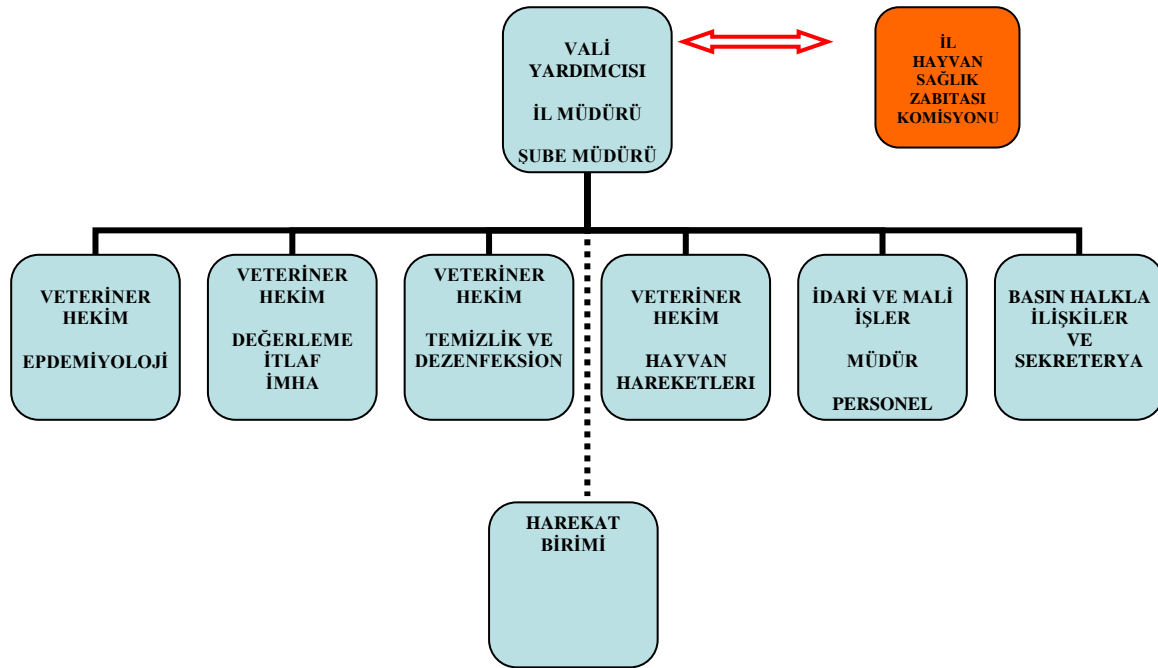 VALİ
YARDIMCISI
İL MÜDÜRÜ
ŞUBE MÜDÜRÜ
İL
HAYVAN
SAĞLIK
ZABITASI
KOMİSYONU
VETERİNER
HEKİM
EPDEMİYOLOJİ
VETERİNER
HEKİM
DEĞERLEME
İTLAF
İMHA
VETERİNER
HEKİM
TEMİZLİK VE
DEZENFEKSİON
VETERİNER
HEKİM
HAYVAN
HAREKETLERI
İDARİ VE MALİ
İŞLER
MÜDÜR
PERSONEL
BASIN HALKLA
İLİŞKİLER
VE
SEKRETERYA
HAREKAT
BİRİMİ